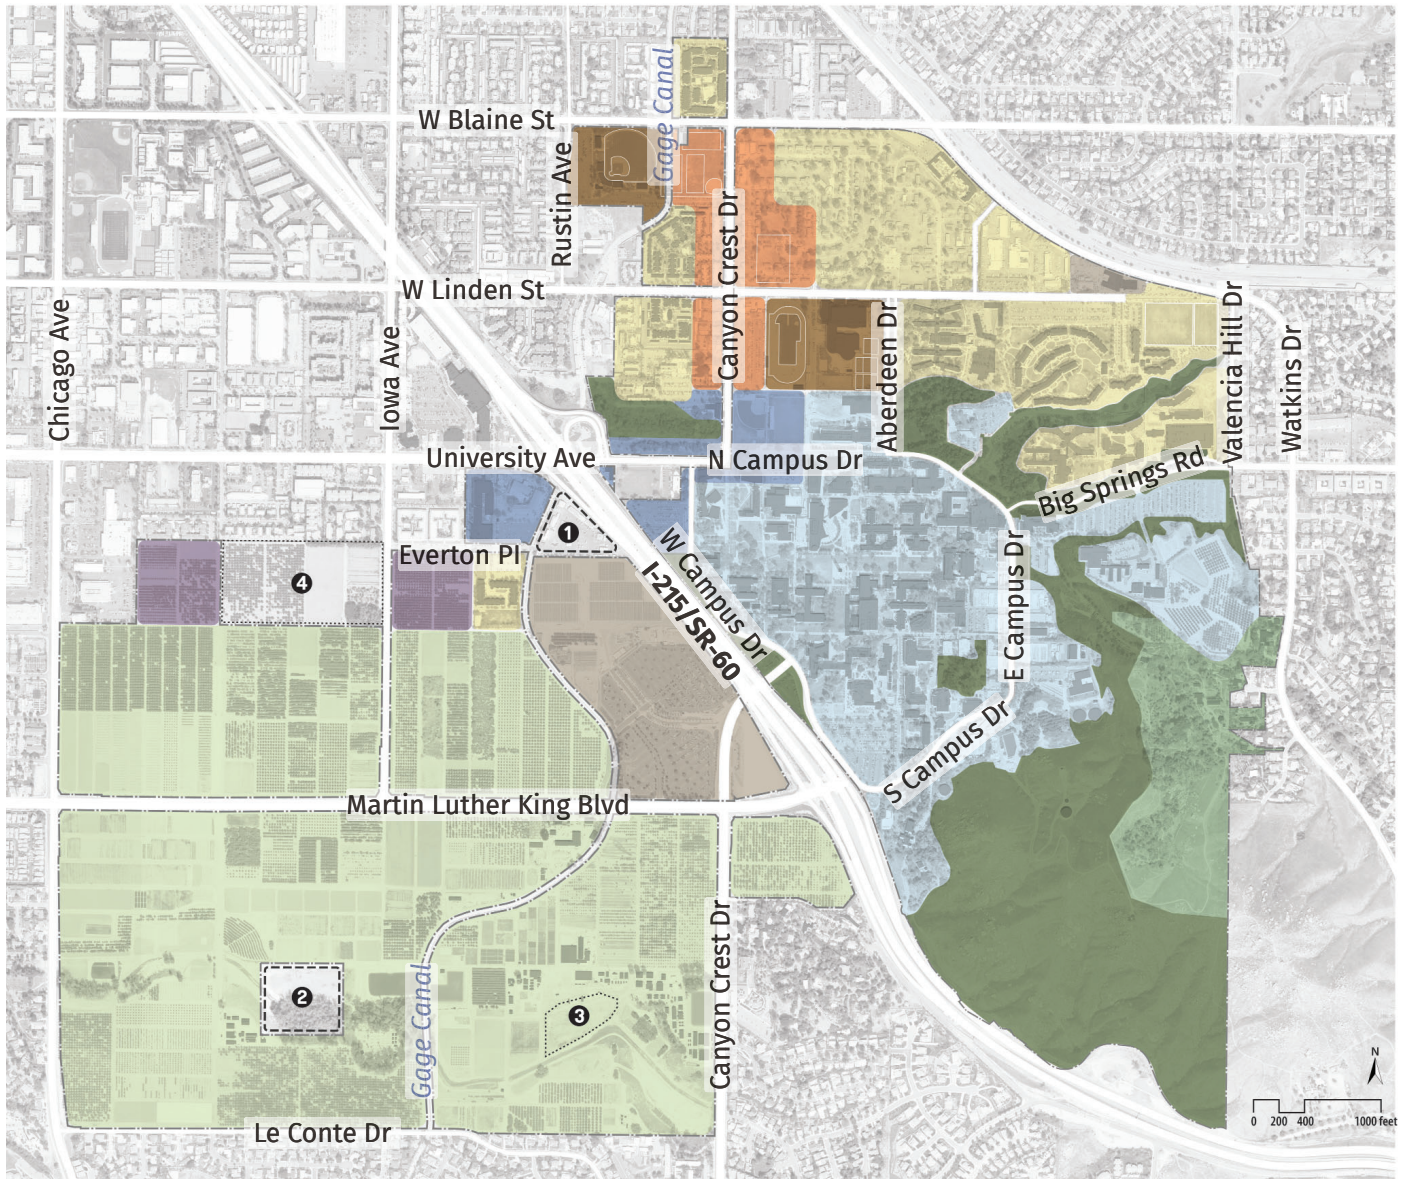 Gage Canal
W Blaine St
Rustin Ave
Canyon Crest Dr
W Linden St
Chicago Ave
Iowa Ave
Aberdeen Dr
Valencia Hill Dr
Watkins Dr
University Ave
N Campus Dr
Big Springs Rd
1
Everton Pl
W Campus Dr
I-215/SR-60
E Campus Dr
4
S Campus Dr
Martin Luther King Blvd
Canyon Crest Dr
Gage Canal
2
3
Le Conte Dr
N
0 200 400 1000 feet